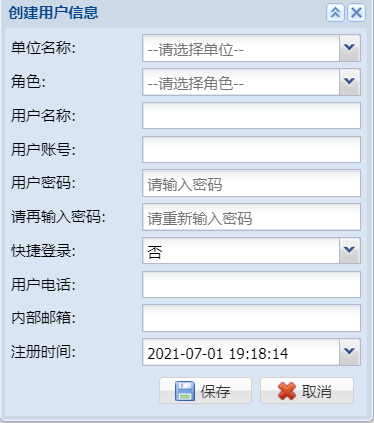 创建用户信息
单位名称: --请选择单位--
角色: --请选择角色--
用户名称:
用户账号:
用户密码: 请输入密码
请再输入密码: 请重新输入密码
快捷登录: 否
用户电话:
内部邮箱:
注册时间: 2021-07-01 19:18:14
保存 取消